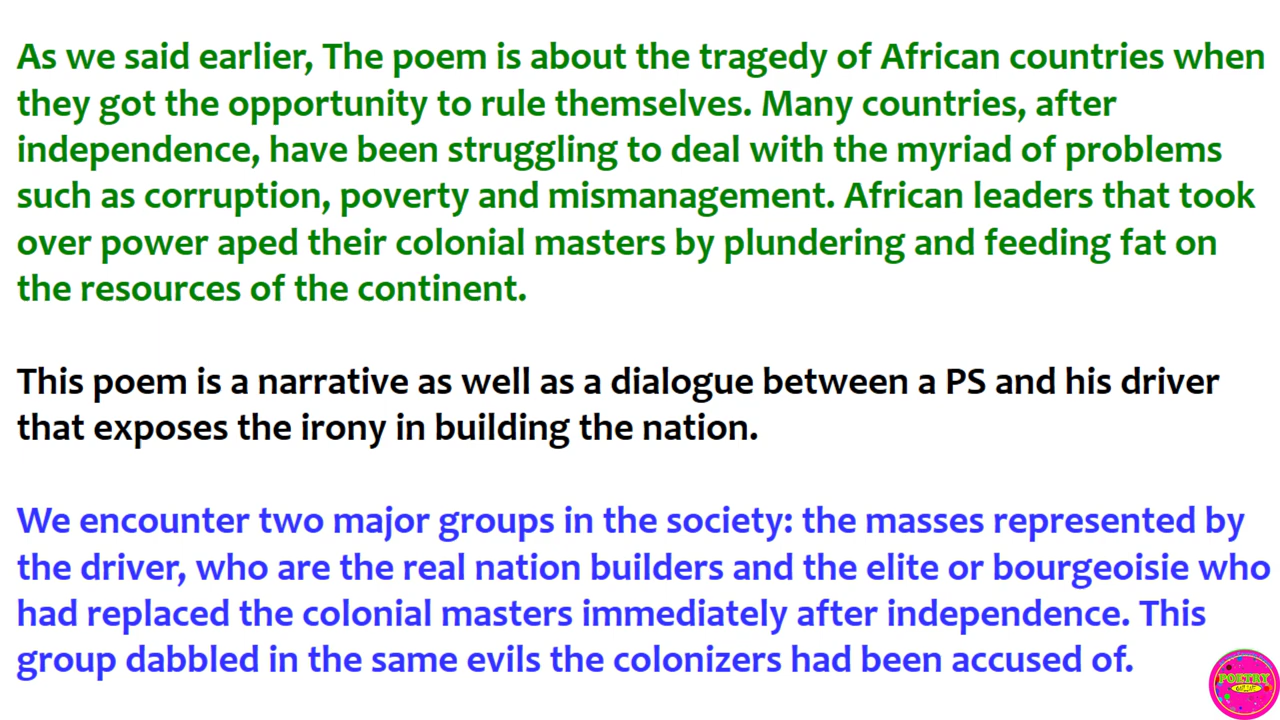 As we said earlier, The poem is about the tragedy of African countries when
they got the opportunity to rule themselves. Many countries, after
independence, have been struggling to deal with the myriad of problems
such as corruption, poverty and mismanagement. African leaders that took
over power aped their colonial masters by plundering and feeding fat on
the resources of the continent.
This poem is a narrative as well as a dialogue between a PS and his driver
that exposes the irony in building the nation.
We encounter two major groups in the society: the masses represented by
the driver, who are the real nation builders and the elite or bourgeoisie who
had replaced the colonial masters immediately after independence. This
group dabbled in the same evils the colonizers had been accused of.
POETRY